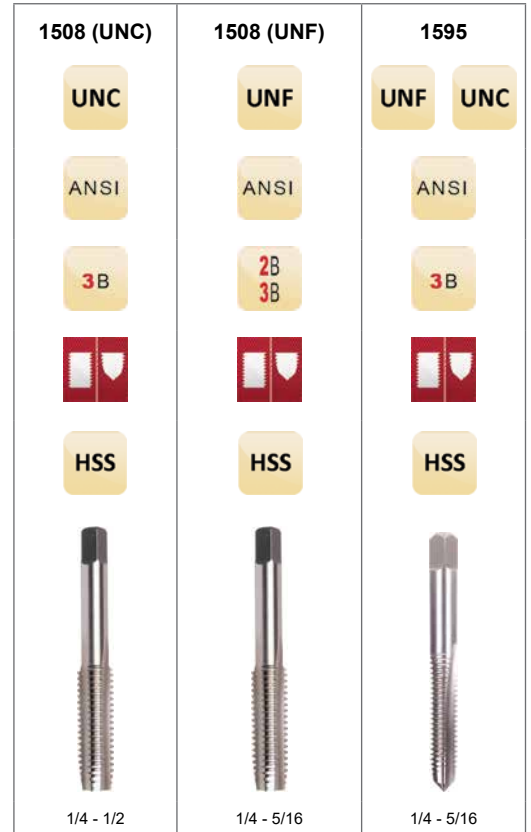 1508 (UNC) 1508 (UNF) 1595
UNC UNF UNF UNC
ANSI ANSI ANSI
3B 2B 3B
3B
HSS HSS HSS
1/4 - 1/2 1/4 - 5/16 1/4 - 5/16